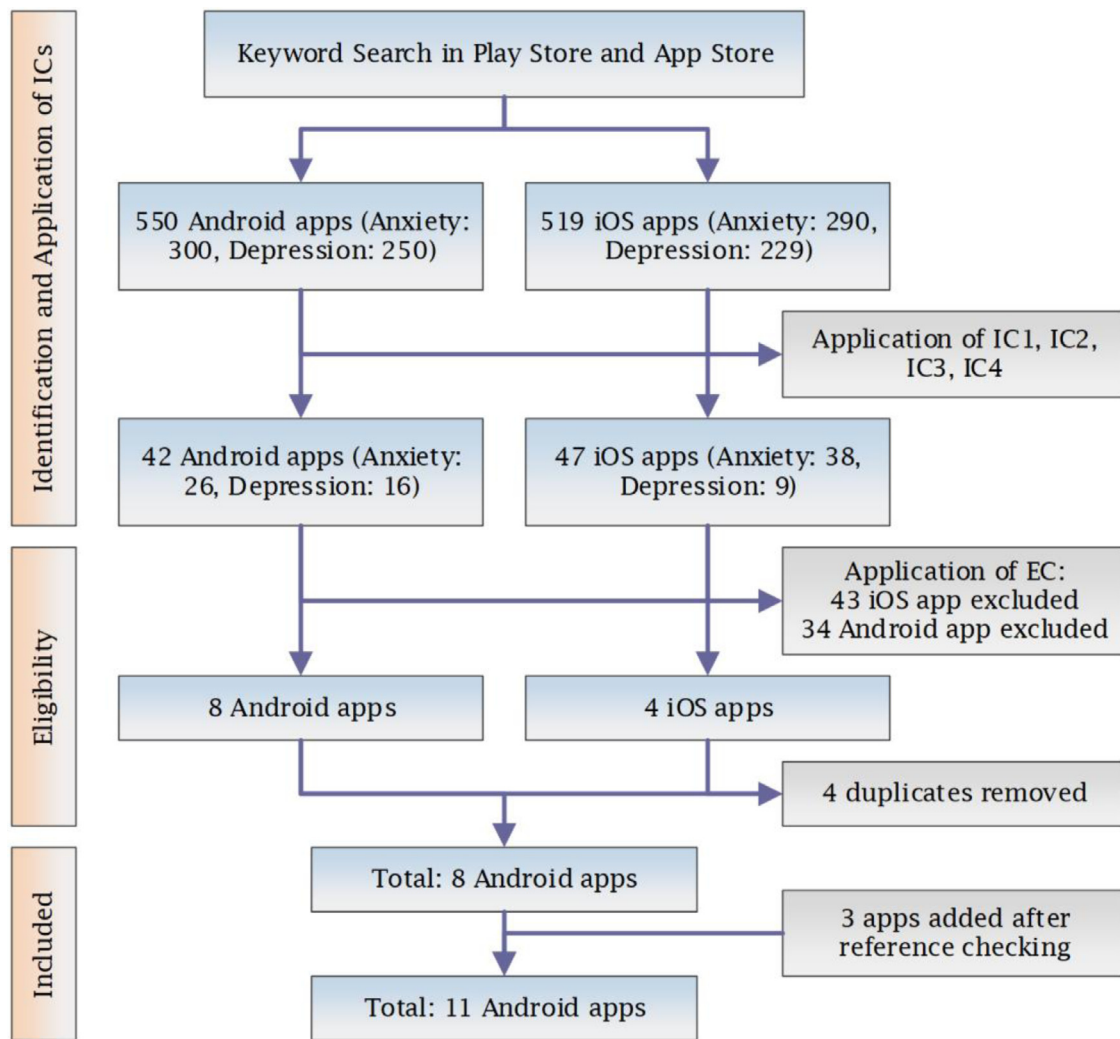 Identification and Application of ICs
Keyword Search in Play Store and App Store
550 Android apps (Anxiety:
300, Depression: 250)
519 iOS apps (Anxiety: 290,
Depression: 229)
Application of IC1, IC2,
IC3, IC4
42 Android apps (Anxiety:
26, Depression: 16)
47 iOS apps (Anxiety: 38,
Depression: 9)
Eligibility
Application of EC:
43 iOS app excluded
34 Android app excluded
8 Android apps
4 iOS apps
4 duplicates removed
Included
Total: 8 Android apps
3 apps added after
reference checking
Total: 11 Android apps